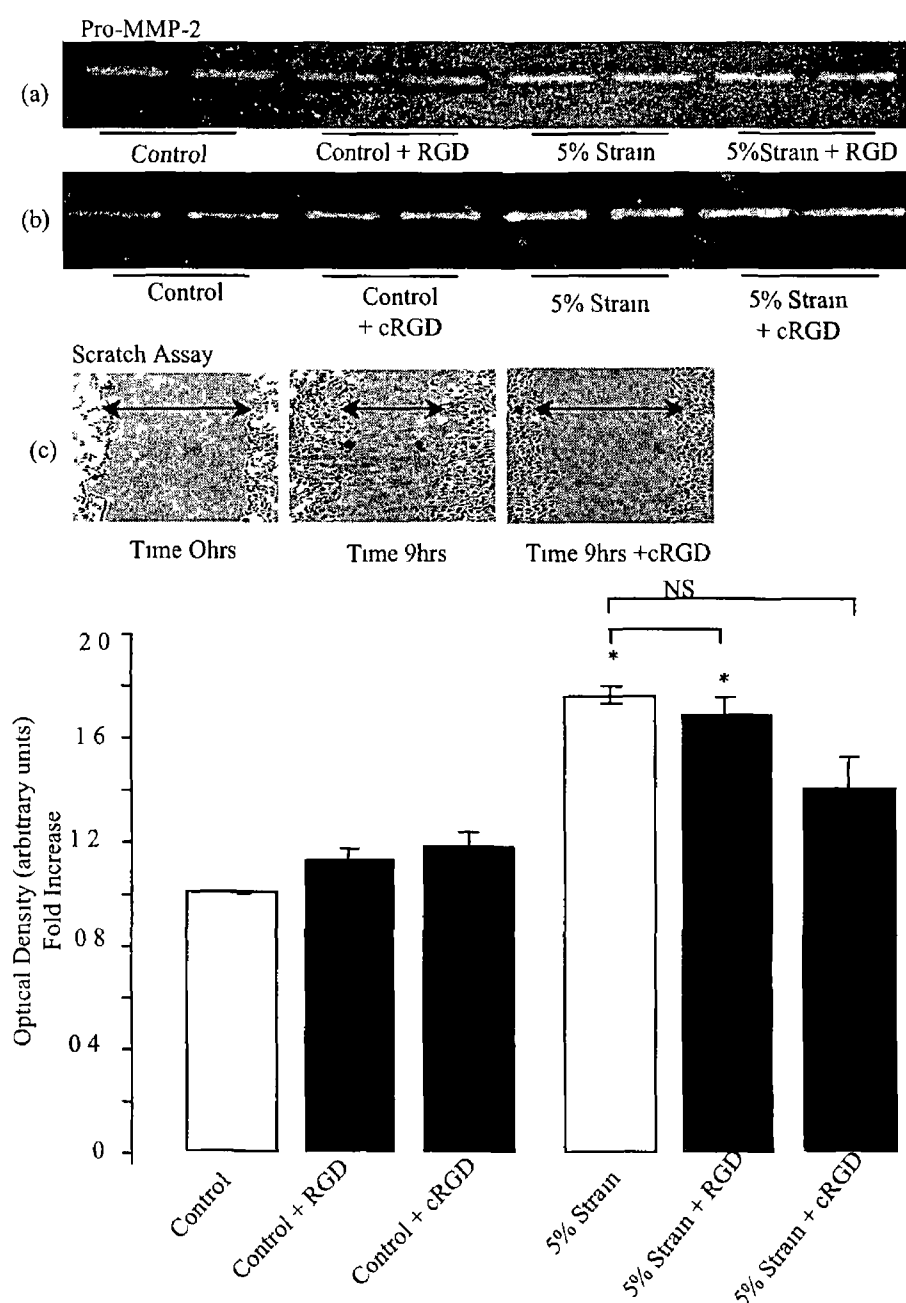 Pro-MMP-2
(a)
Control
Control + RGD
5% Strain
5%Strain + RGD
(b)
Control
Control
+ cRGD
5% Strain
5% Strain
+ cRGD
Scratch Assay
(c)
Time 0hrs
Time 9hrs
Time 9hrs +cRGD
NS
*
*
Optical Density (arbitrary units)
Fold Increase
2 0
1 6
1 2
0 8
0 4
0
Control
Control + RGD
Control + cRGD
5% Strain
5% Strain + RGD
5% Strain + cRGD